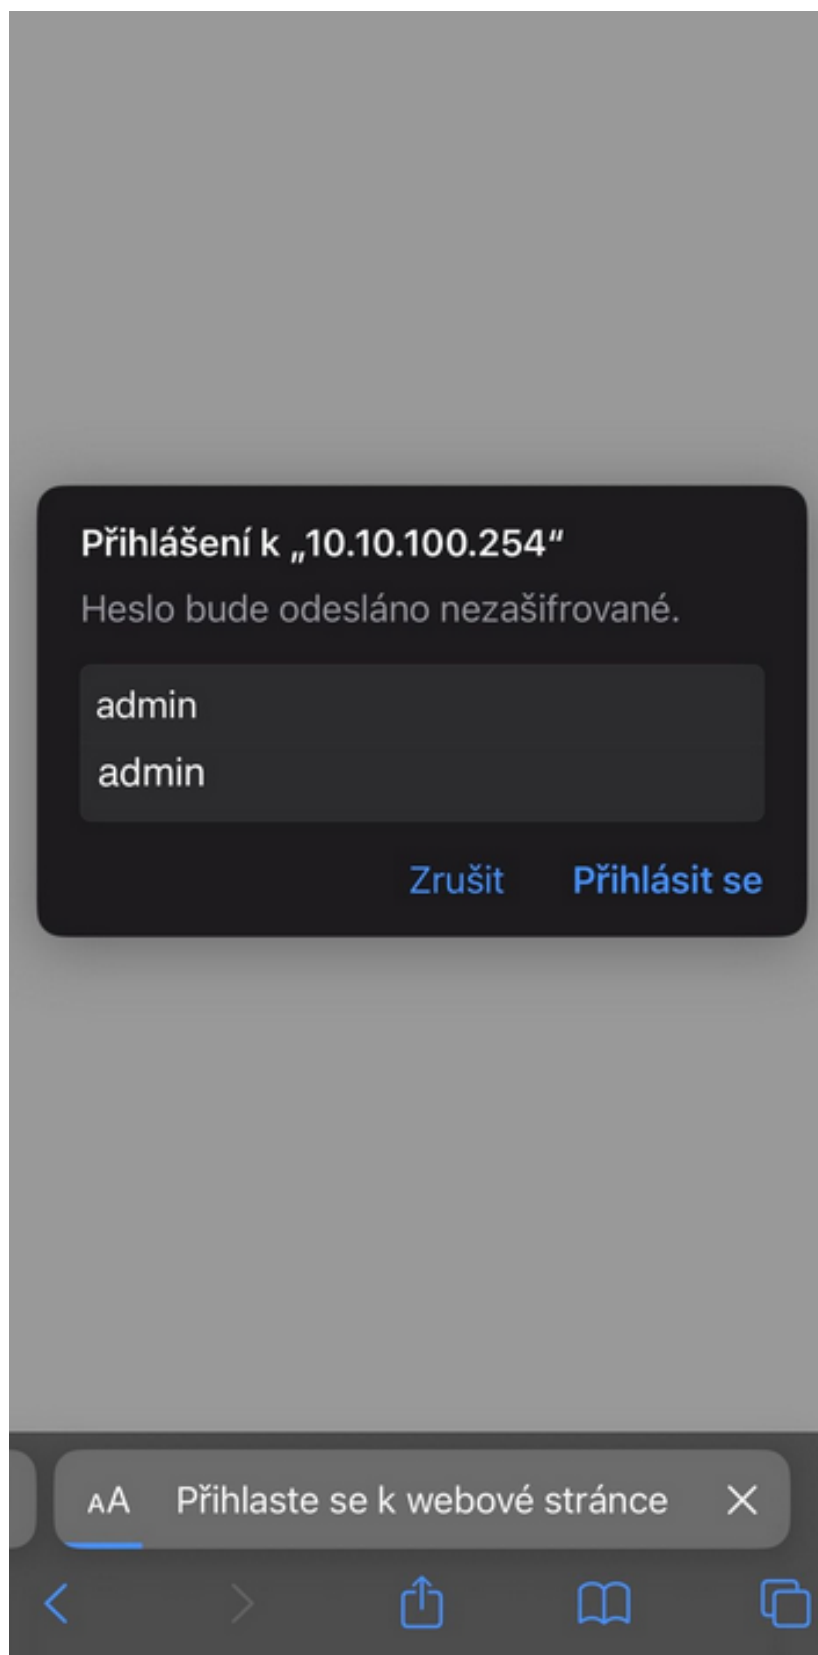 Přihlášení k „10.10.100.254“
Heslo bude odesláno nezašifrované.
admin
admin
Zrušit Přihlásit se
AA Přihlaste se k webové stránce